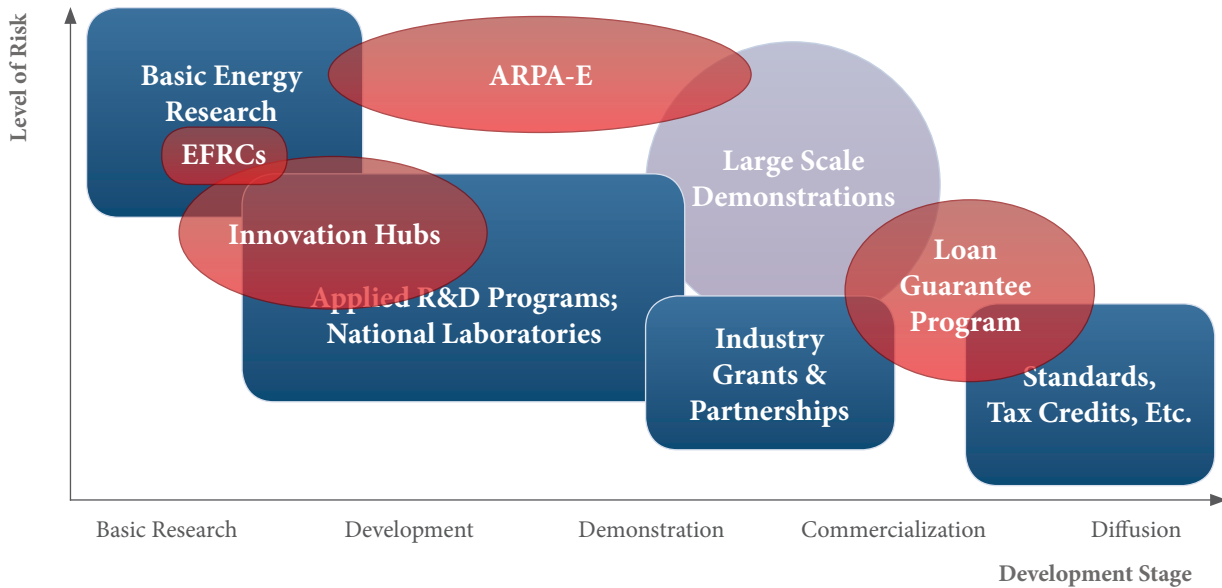 Level of Risk
Basic Energy
Research
EFRCs
ARPA-E
Large Scale
Demonstrations
Innovation Hubs
Applied R&D Programs;
National Laboratories
Loan
Guarantee
Program
Industry
Grants &
Partnerships
Standards,
Tax Credits, Etc.
Basic Research
Development
Demonstration
Commercialization
Diffusion
Development Stage